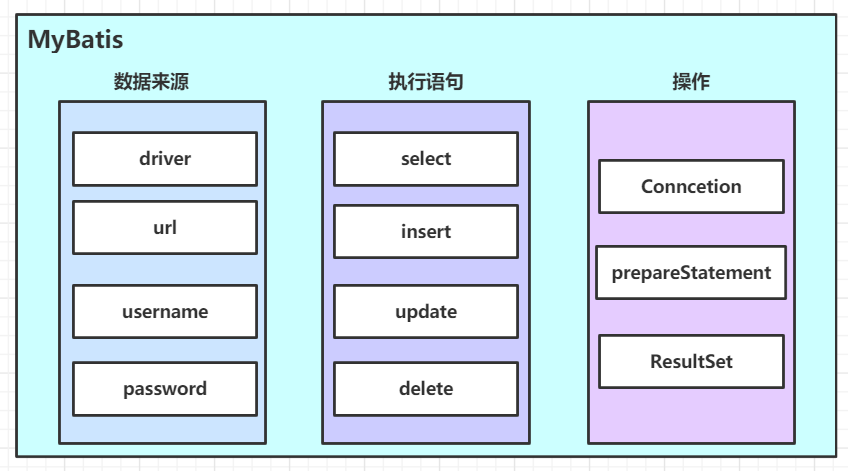 MyBatis
数据来源
driver
url
username
password
执行语句
select
insert
update
delete
操作
Conncetion
prepareStatement
ResultSet